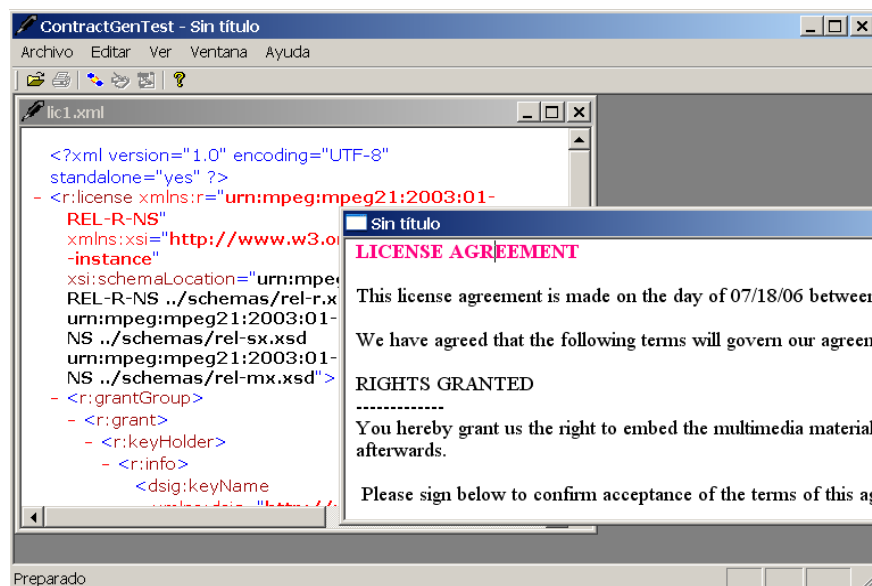 ContractGenTest - Sin título
Archivo Editar Ver Ventana Ayuda
lic1.xml
<?xml version="1.0" encoding="UTF-8"
standalone="yes" ?>
- <r:license xmlns:r="urn:mpeg:mpeg21:2003:01-
REL-R-NS"
xmlns:xsi="http://www.w3.o
-instance"
xsi:schemaLocation="urn:mpe
REL-R-NS ../schemas/rel-r.x
urn:mpeg:mpeg21:2003:01-
NS ../schemas/rel-sx.xsd
urn:mpeg:mpeg21:2003:01-
NS ../schemas/rel-mx.xsd">
- <r:grantGroup>
- <r:grant>
- <r:keyHolder>
- <r:info>
<dsig:keyName
Sin título
LICENSE AGREEMENT
This license agreement is made on the day of 07/18/06 between
We have agreed that the following terms will govern our agreem
RIGHTS GRANTED
-------------
You hereby grant us the right to embed the multimedia material
afterwards.
Please sign below to confirm acceptance of the terms of this ag
Preparado